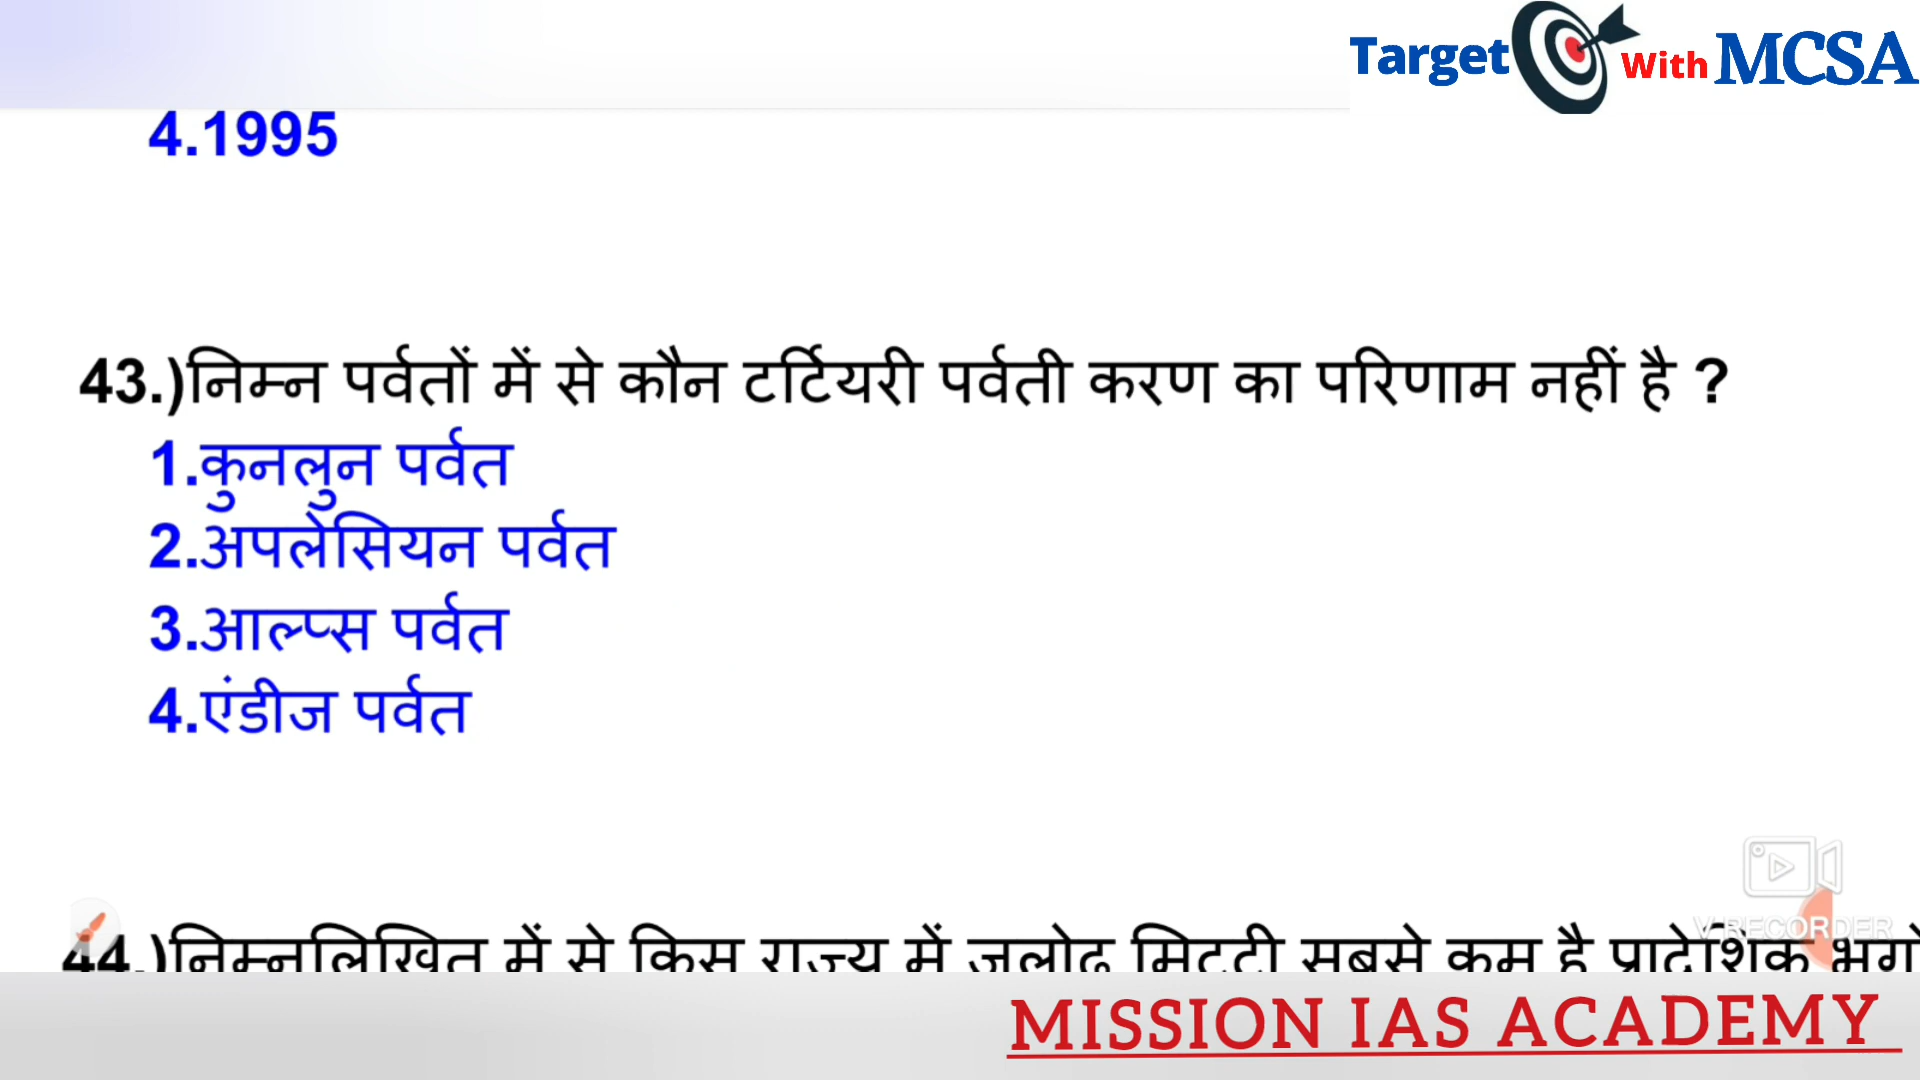 Target With MCSA
4.1995
43.)निम्न पर्वतों में से कौन टर्टियरी पर्वती करण का परिणाम नहीं है ?
1.कुनलुन पर्वत
2.अपलेसियन पर्वत
3.आल्प्स पर्वत
4.एंडीज पर्वत
V RECORDER
44.)निम्नलिखित में से किस राज्य में जलोढ़ मिट्टी सबसे कम है प्रादेशिक
MISSION IAS ACADEMY